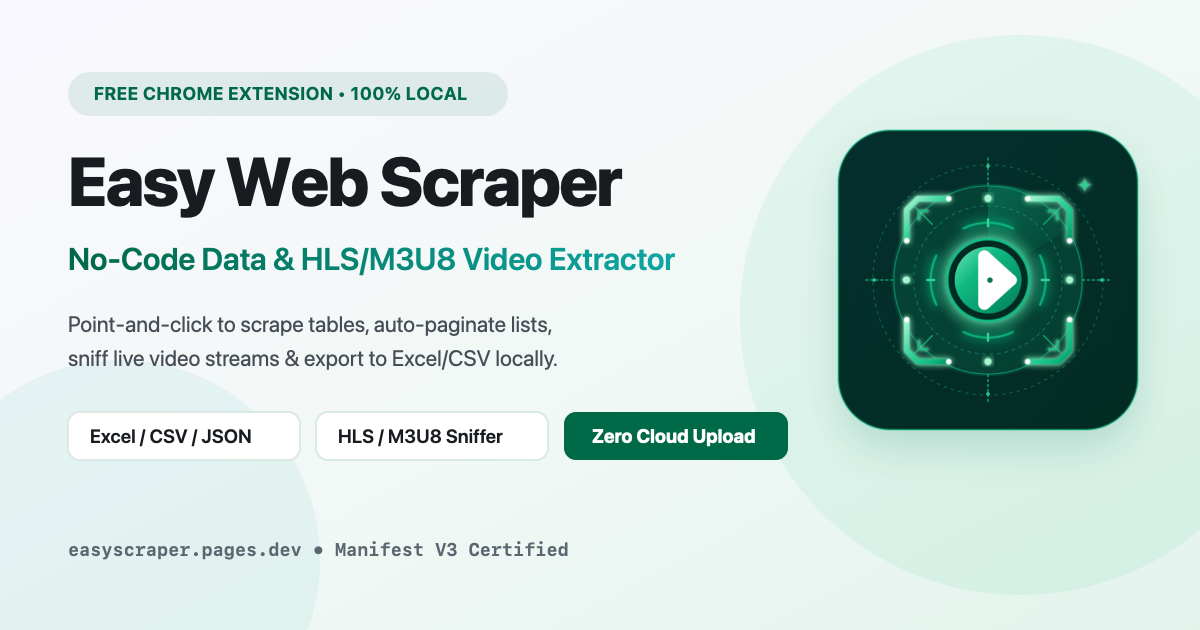 FREE CHROME EXTENSION • 100% LOCAL
Easy Web Scraper
No-Code Data & HLS/M3U8 Video Extractor
Point-and-click to scrape tables, auto-paginate lists,
sniff live video streams & export to Excel/CSV locally.
Excel / CSV / JSON
HLS / M3U8 Sniffer
Zero Cloud Upload
easyscraper.pages.dev ● Manifest V3 Certified